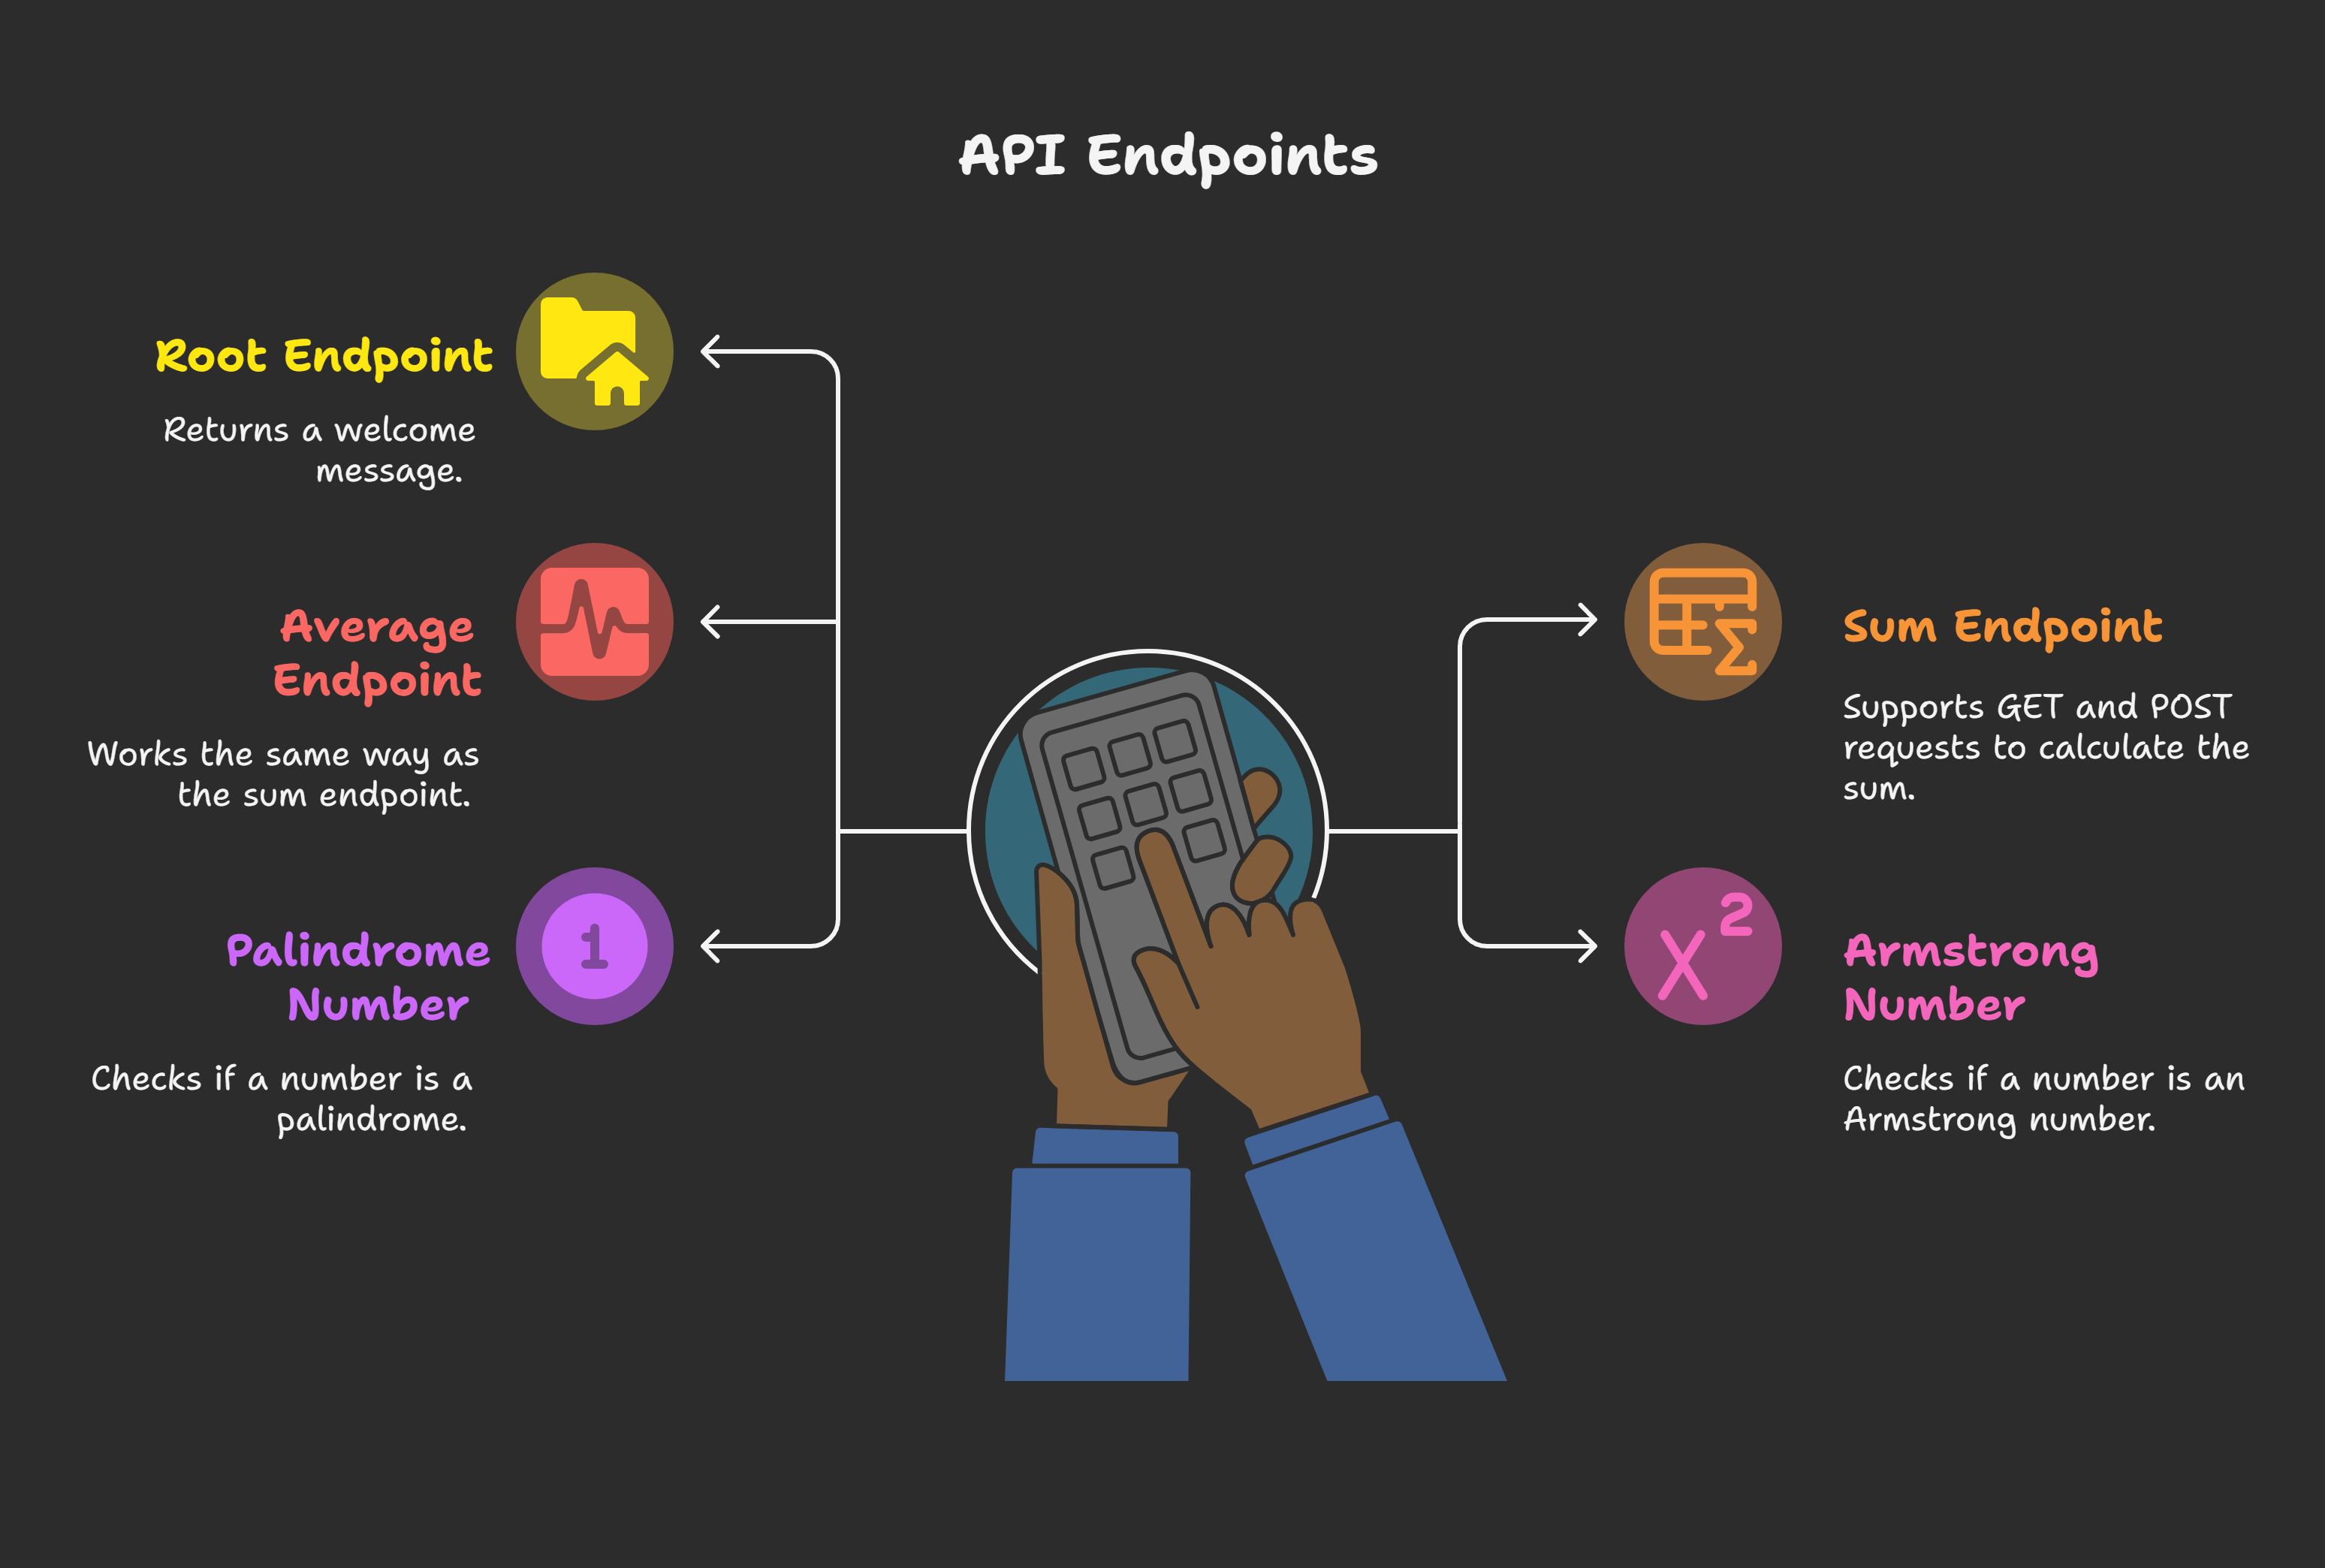 API Endpoints
Root Endpoint
Returns a welcome
message.
Average
Endpoint
Works the same way as
the sum endpoint.
1
Palindrome
Number
Checks if a number is a
palindrome.
Σ
Sum Endpoint
Supports GET and POST
requests to calculate the
sum.
X²
Armstrong
Number
Checks if a number is an
Armstrong number.